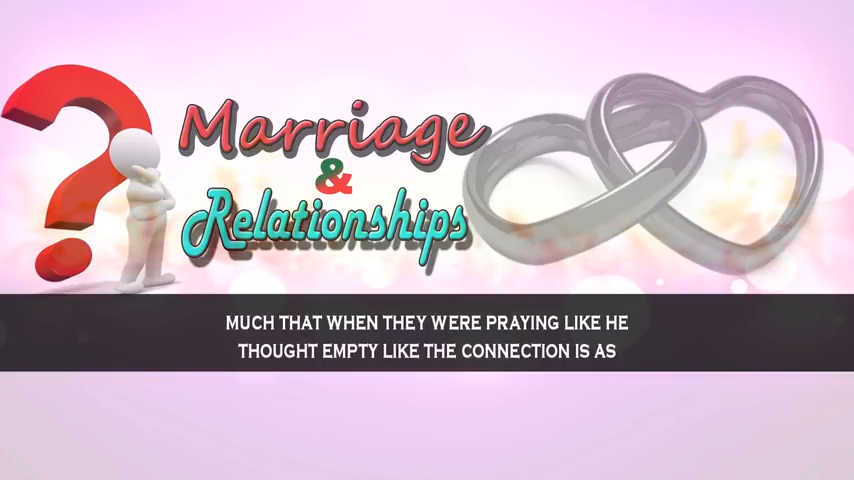 Marriage
&
Relationships
MUCH THAT WHEN THEY WERE PRAYING LIKE HE
THOUGHT EMPTY LIKE THE CONNECTION IS AS